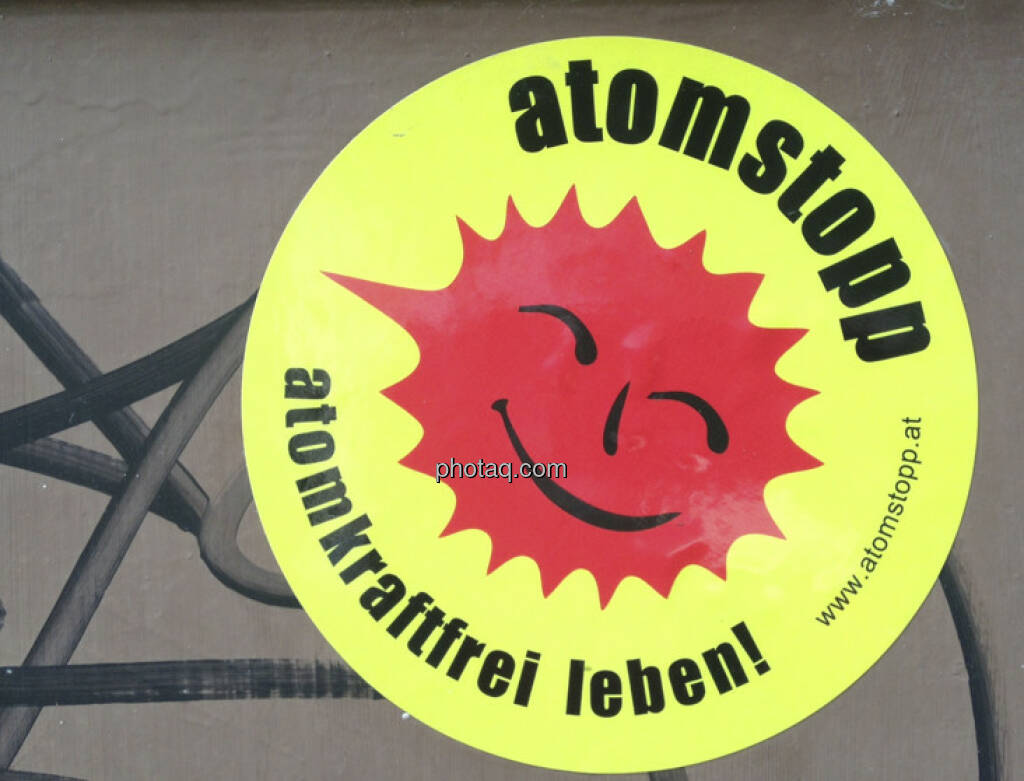 atomstopp
atomkraftfrei leben!
www.atomstopp.at
photaq.com